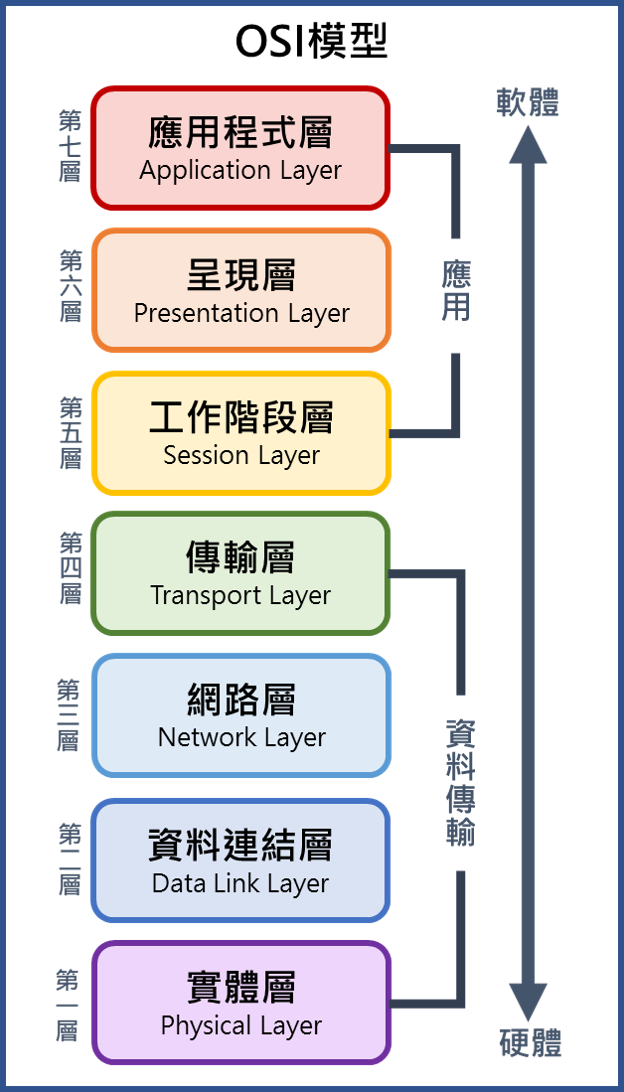 OSI模型
軟體
第七層
應用程式層
Application Layer
第六層
呈現層
Presentation Layer
應用
第五層
工作階段層
Session Layer
第四層
傳輸層
Transport Layer
第三層
網路層
Network Layer
資料傳輸
第二層
資料連結層
Data Link Layer
第一層
實體層
Physical Layer
硬體